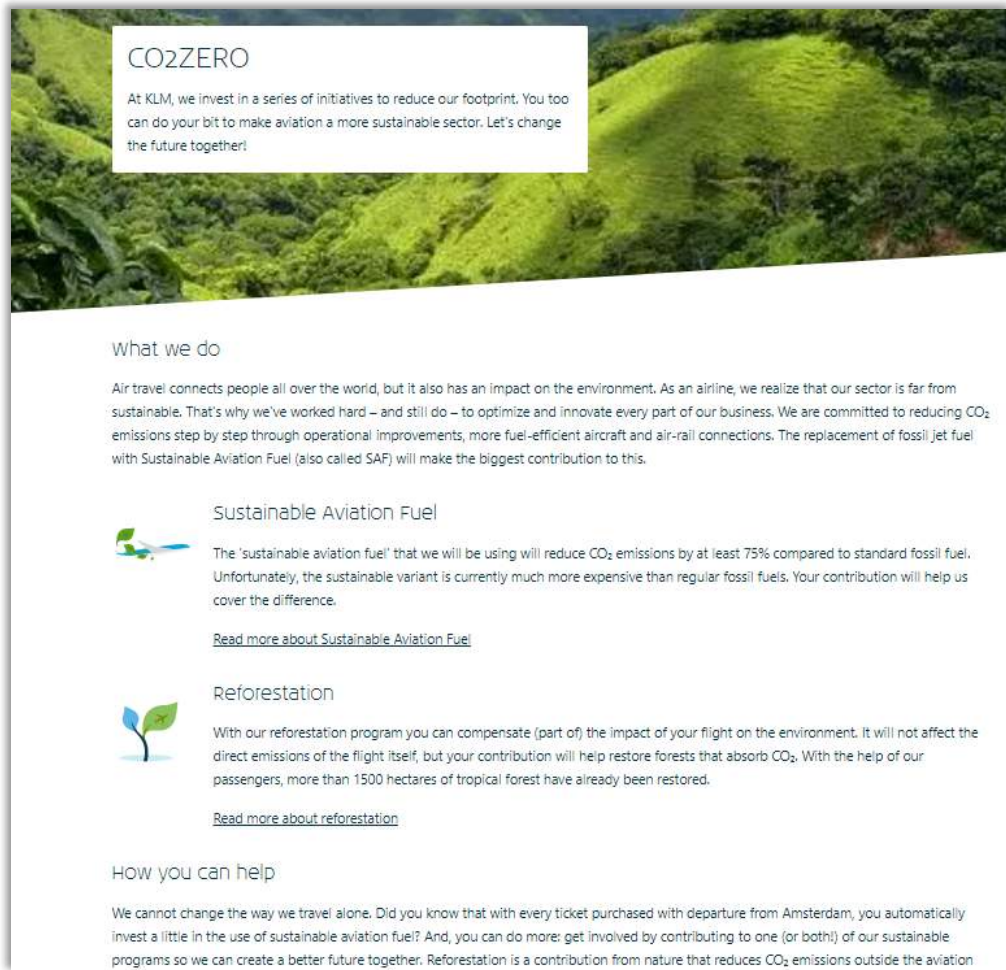 CO2ZERO
At KLM, we invest in a series of initiatives to reduce our footprint. You too
can do your bit to make aviation a more sustainable sector. Let's change
the future together!
What we do
Air travel connects people all over the world, but it also has an impact on the environment. As an airline, we realize that our sector is far from
sustainable. That's why we've worked hard – and still do – to optimize and innovate every part of our business. We are committed to reducing CO₂
emissions step by step through operational improvements, more fuel-efficient aircraft and air-rail connections. The replacement of fossil jet fuel
with Sustainable Aviation Fuel (also called SAF) will make the biggest contribution to this.
Sustainable Aviation Fuel
The 'sustainable aviation fuel' that we will be using will reduce CO₂ emissions by at least 75% compared to standard fossil fuel.
Unfortunately, the sustainable variant is currently much more expensive than regular fossil fuels. Your contribution will help us
cover the difference.
Read more about Sustainable Aviation Fuel
Reforestation
With our reforestation program you can compensate (part of) the impact of your flight on the environment. It will not affect the
direct emissions of the flight itself, but your contribution will help restore forests that absorb CO₂. With the help of our
passengers, more than 1500 hectares of tropical forest have already been restored.
Read more about reforestation
How you can help
We cannot change the way we travel alone. Did you know that with every ticket purchased with departure from Amsterdam, you automatically
invest a little in the use of sustainable aviation fuel? And, you can do more: get involved by contributing to one (or both!) of our sustainable
programs so we can create a better future together. Reforestation is a contribution from nature that reduces CO₂ emissions outside the aviation